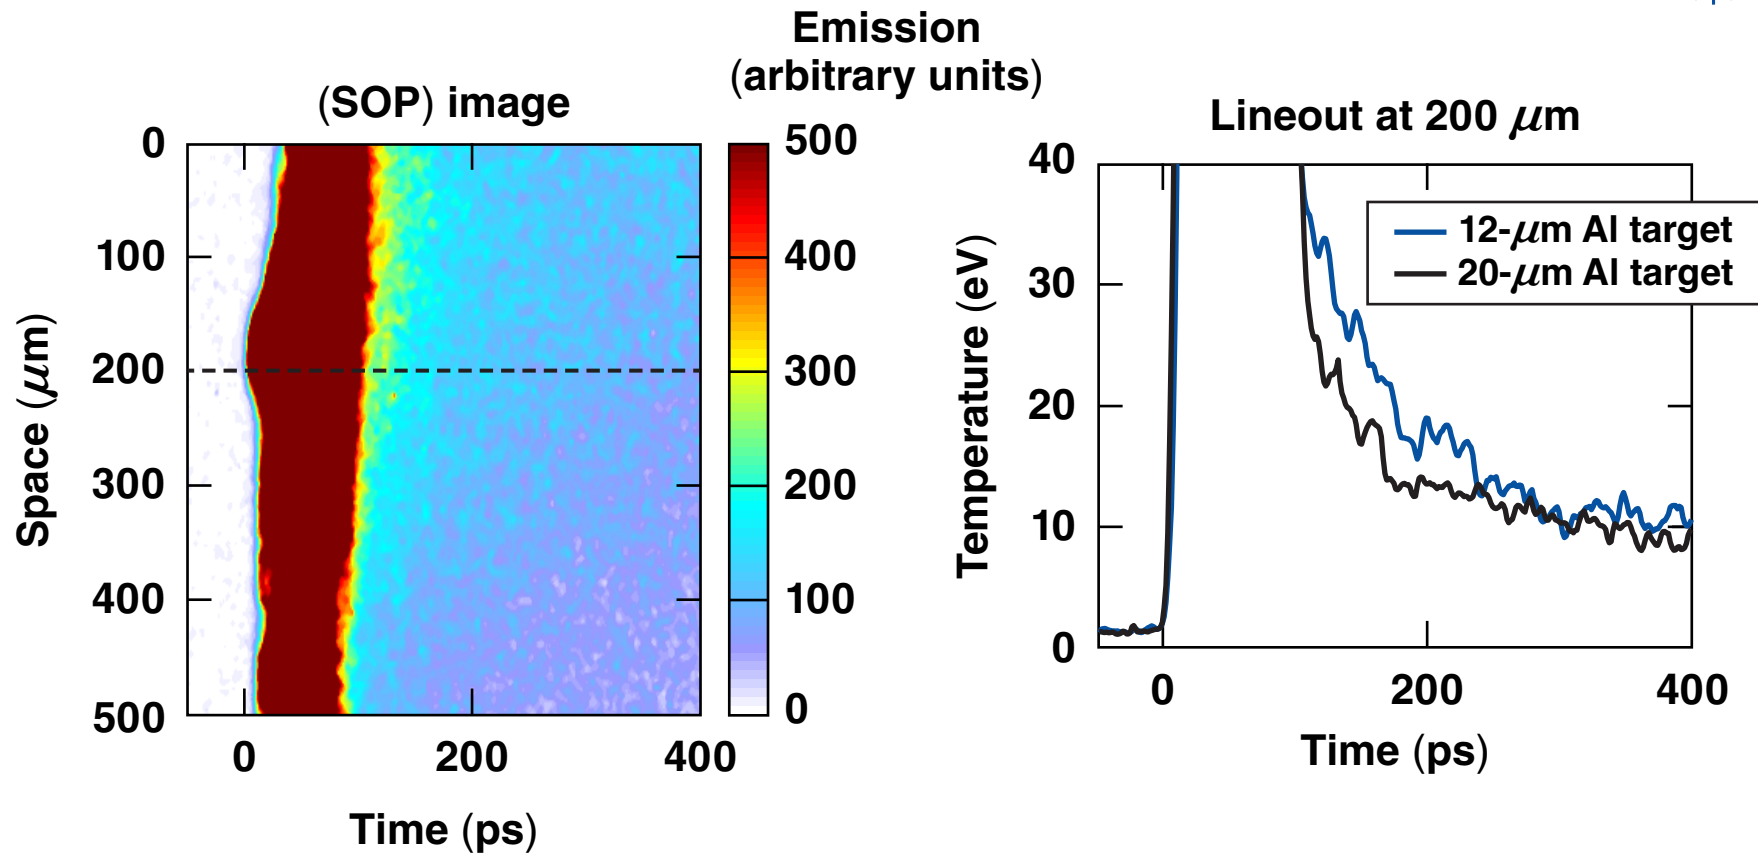 Emission
(arbitrary units)
(SOP) image
0
100
200
300
400
500
Space (μm)
0
200
400
Time (ps)
500
400
300
200
100
0
Lineout at 200 μm
40
30
20
10
0
Temperature (eV)
12-μm Al target
20-μm Al target
0
200
400
Time (ps)